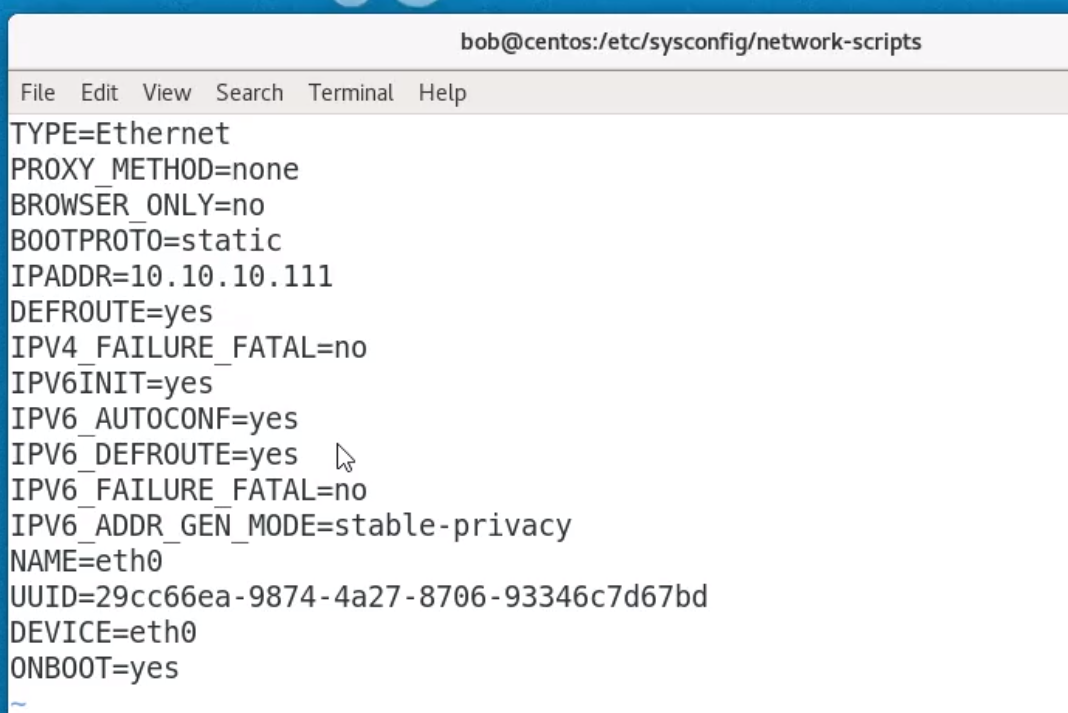 bob@centos:/etc/sysconfig/network-scripts
File Edit View Search Terminal Help
TYPE=Ethernet
PROXY_METHOD=none
BROWSER_ONLY=no
BOOTPROTO=static
IPADDR=10.10.10.111
DEFROUTE=yes
IPV4_FAILURE_FATAL=no
IPV6INIT=yes
IPV6_AUTOCONF=yes
IPV6_DEFROUTE=yes
IPV6_FAILURE_FATAL=no
IPV6_ADDR_GEN_MODE=stable-privacy
NAME=eth0
UUID=29cc66ea-9874-4a27-8706-93346c7d67bd
DEVICE=eth0
ONBOOT=yes
~